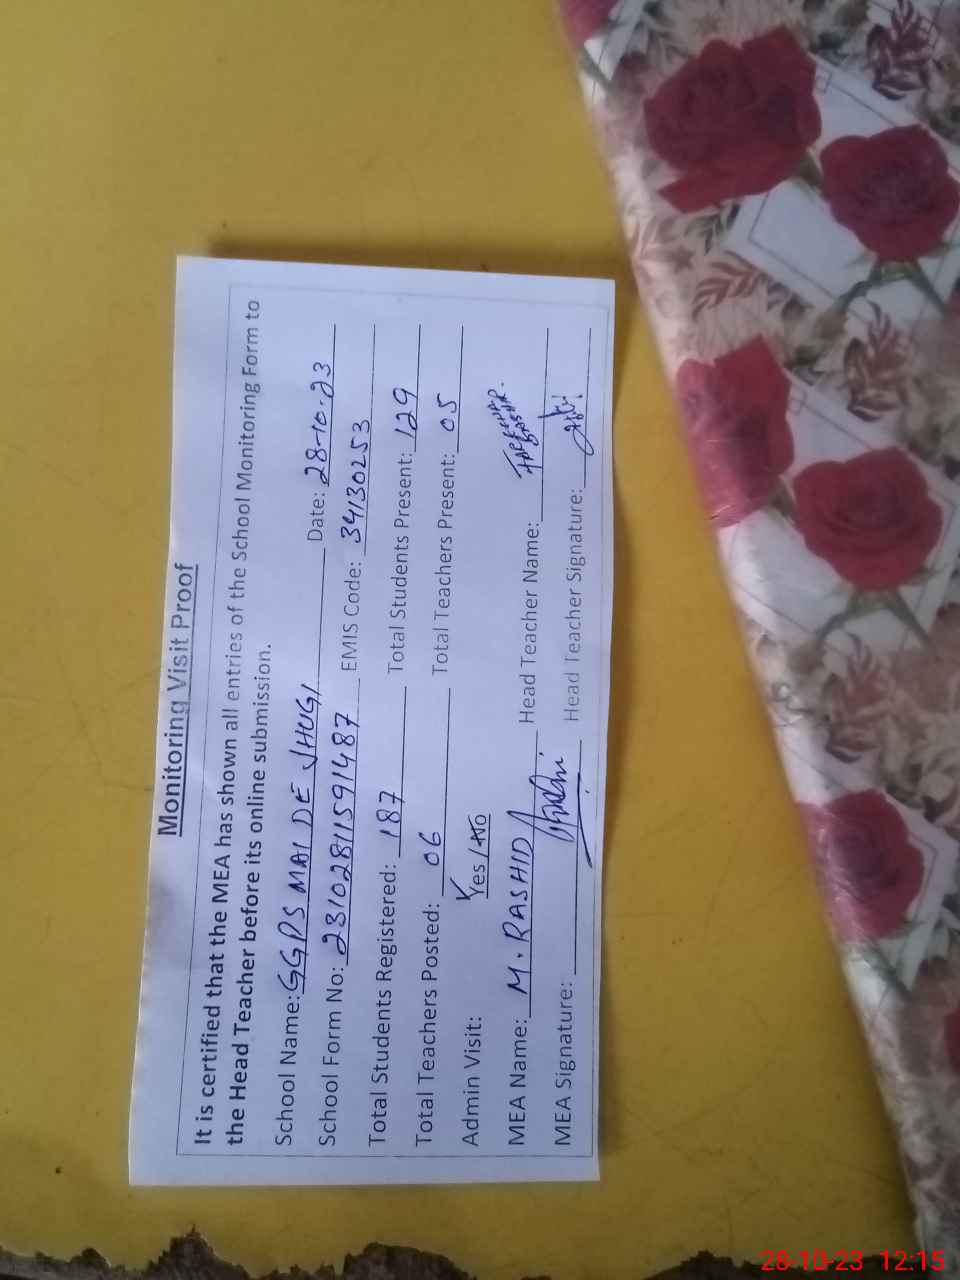 Monitoring Visit Proof
It is certified that the MEA has shown all entries of the School Monitoring Form to
the Head Teacher before its online submission.
School Name: GGPS MAI DE JHUGI Date: 28-10-23
School Form No: 23102811591487 EMIS Code: 34130253
Total Students Registered: 187 Total Students Present: 129
Total Teachers Posted: 06 Total Teachers Present: 05
Admin Visit: Yes / No
MEA Name: M. RASHID Head Teacher Name:
MEA Signature: Head Teacher Signature:
28-10-23 12:15